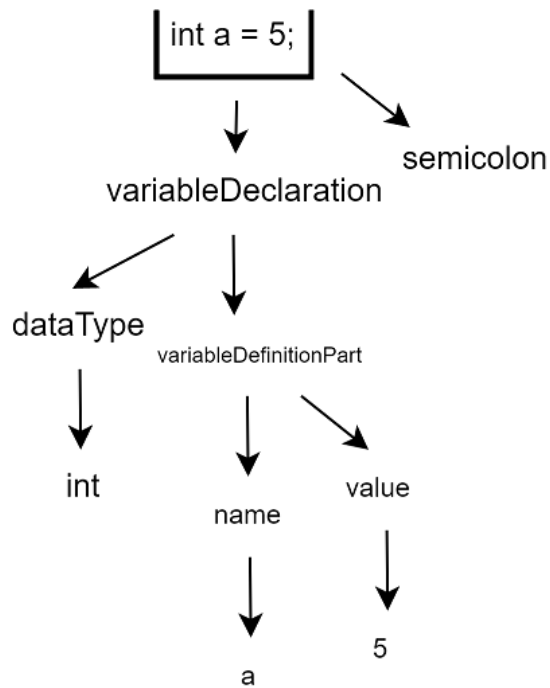 int a = 5;
semicolon
variableDeclaration
dataType
variableDefinitionPart
int
value
name
5
a